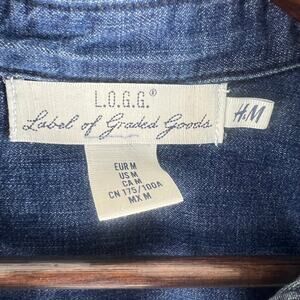 L.O.G.G.®
Label of Graded Goods
H&M
EUR M
US M
CA M
CN 175/100A
MX M